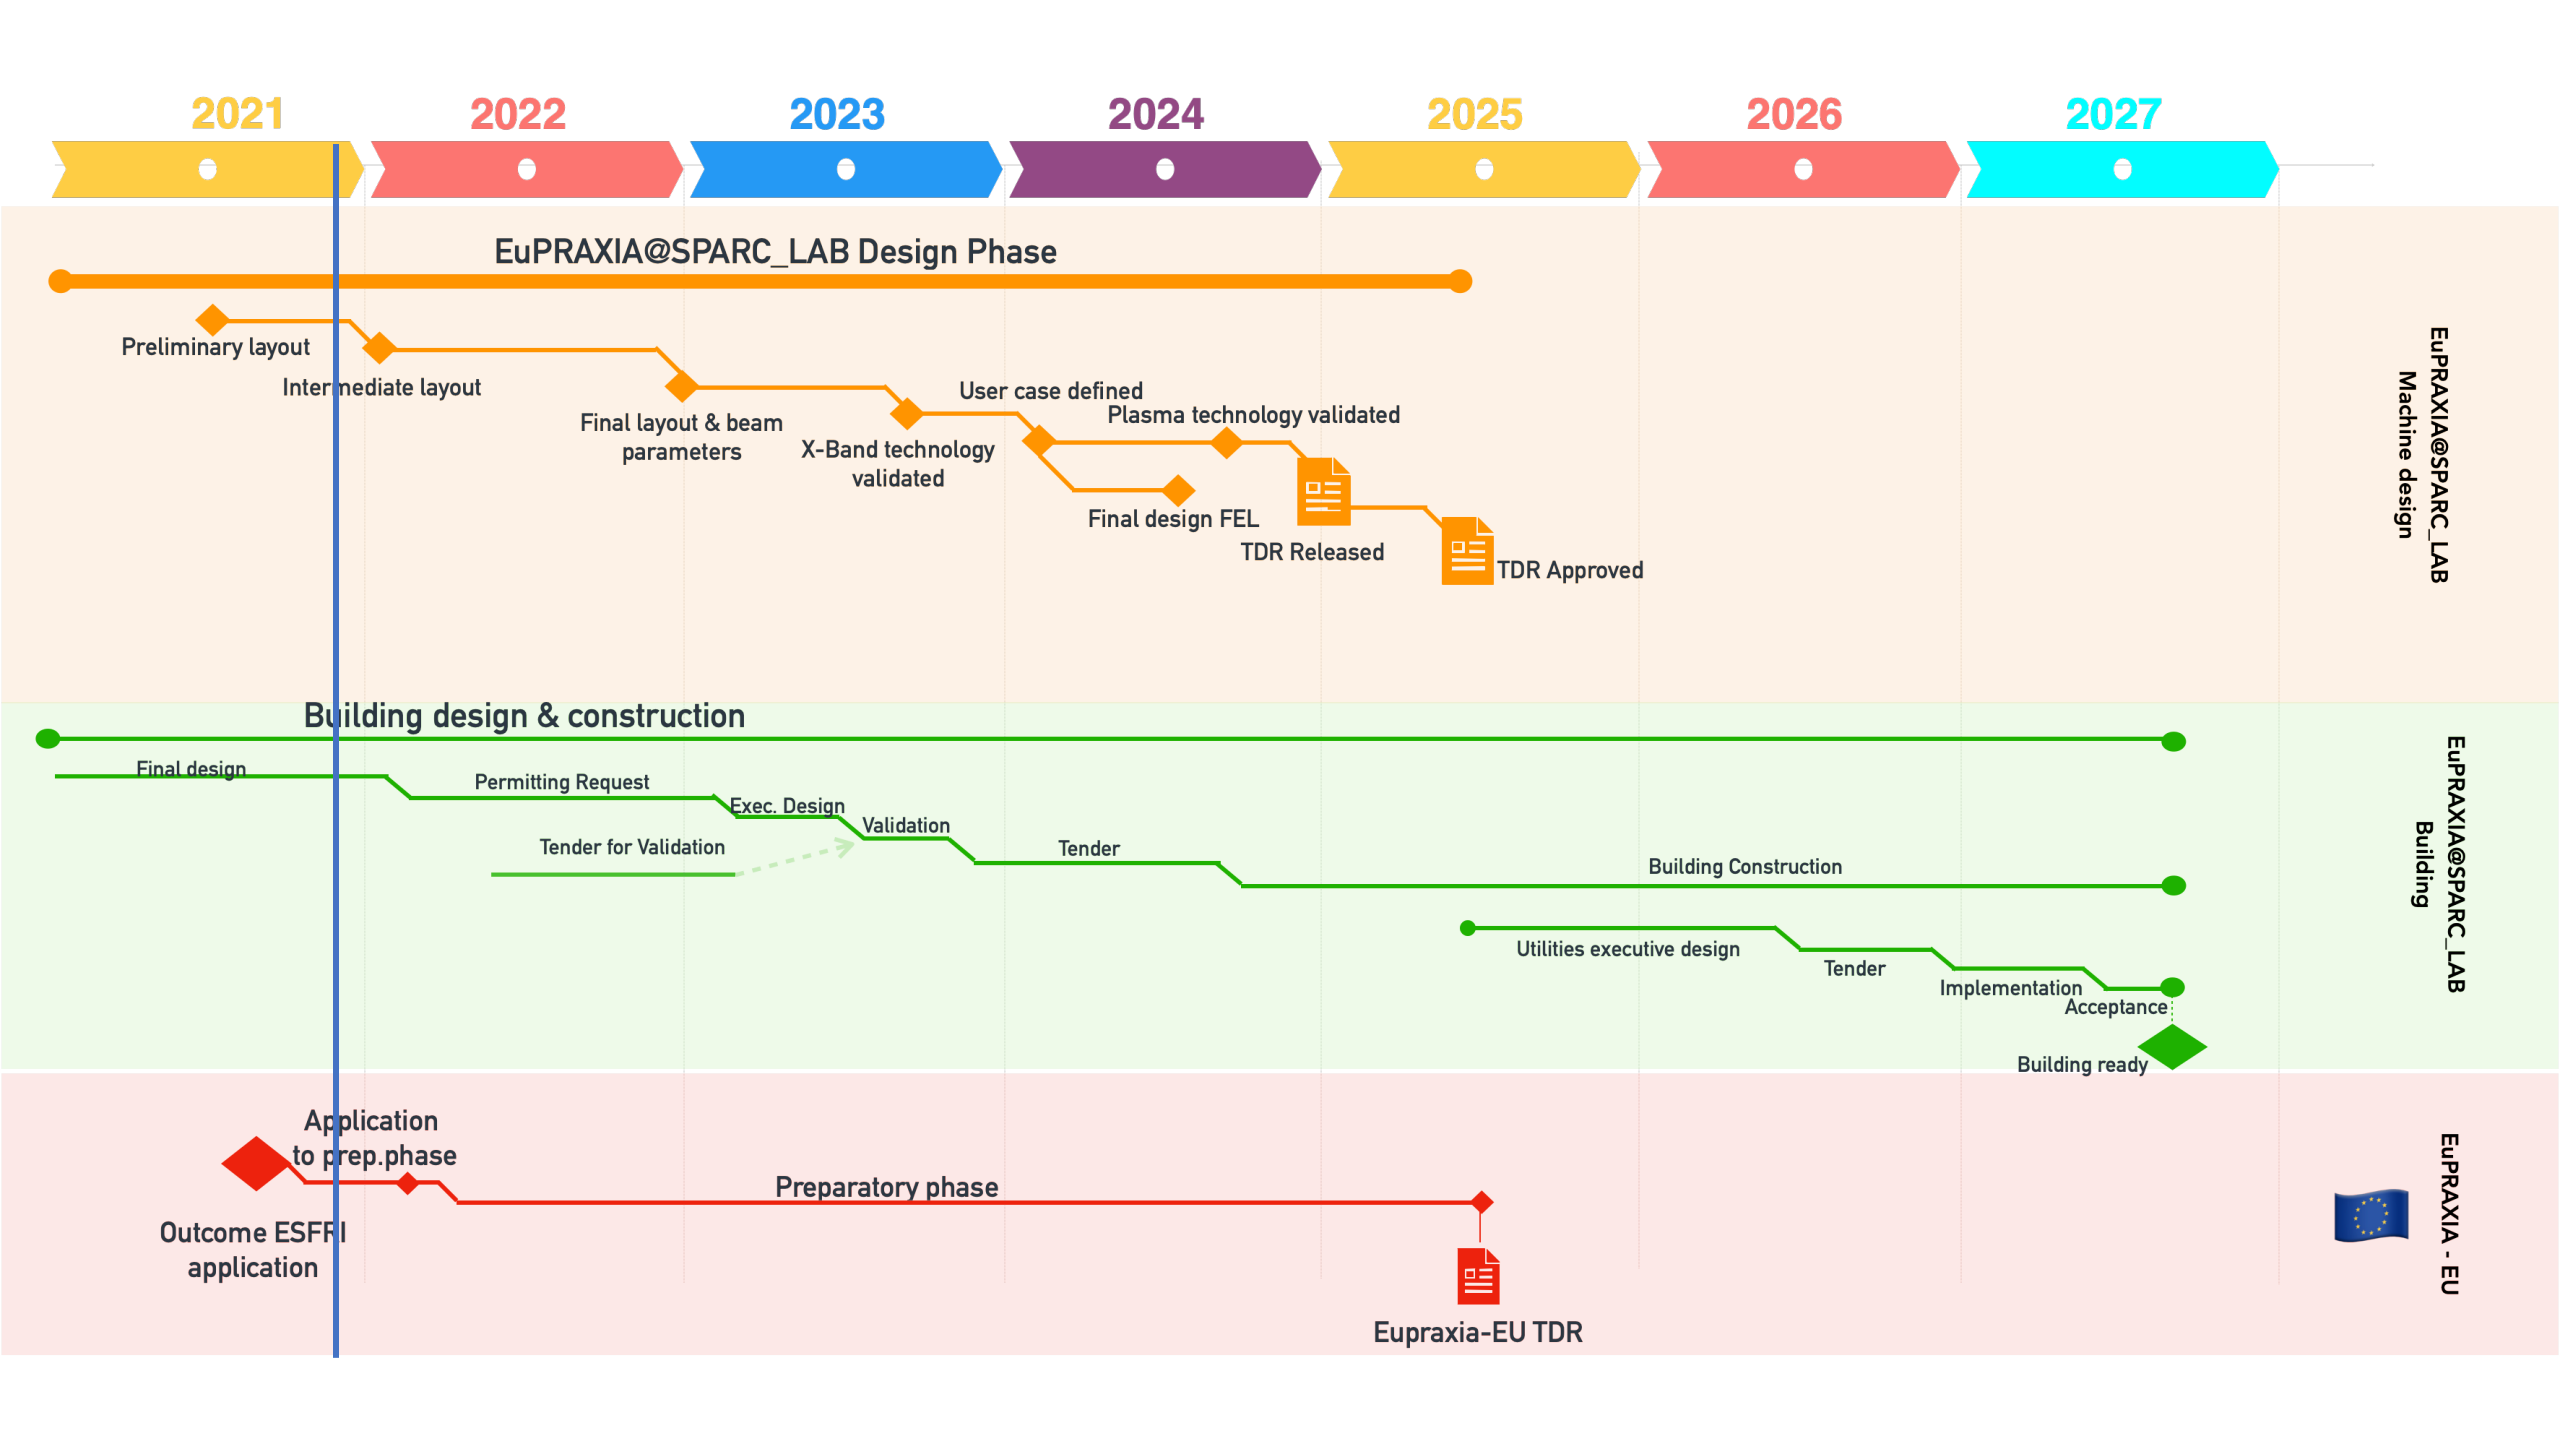 2021
2022
2023
2024
2025
2026
2027
EuPRAXIA@SPARC_LAB Design Phase
Preliminary layout
Intermediate layout
Final layout & beam
parameters
X-Band technology
validated
User case defined
Plasma technology validated
Final design FEL
TDR Released
TDR Approved
EuPRAXIA@SPARC_LAB
Machine design
Building design & construction
Final design
Permitting Request
Exec. Design
Validation
Tender for Validation
Tender
Building Construction
Utilities executive design
Tender
Implementation
Acceptance
Building ready
EuPRAXIA@SPARC_LAB
Building
Application
to prep.phase
Outcome ESFRI
application
Preparatory phase
Eupraxia-EU TDR
EuPRAXIA - EU